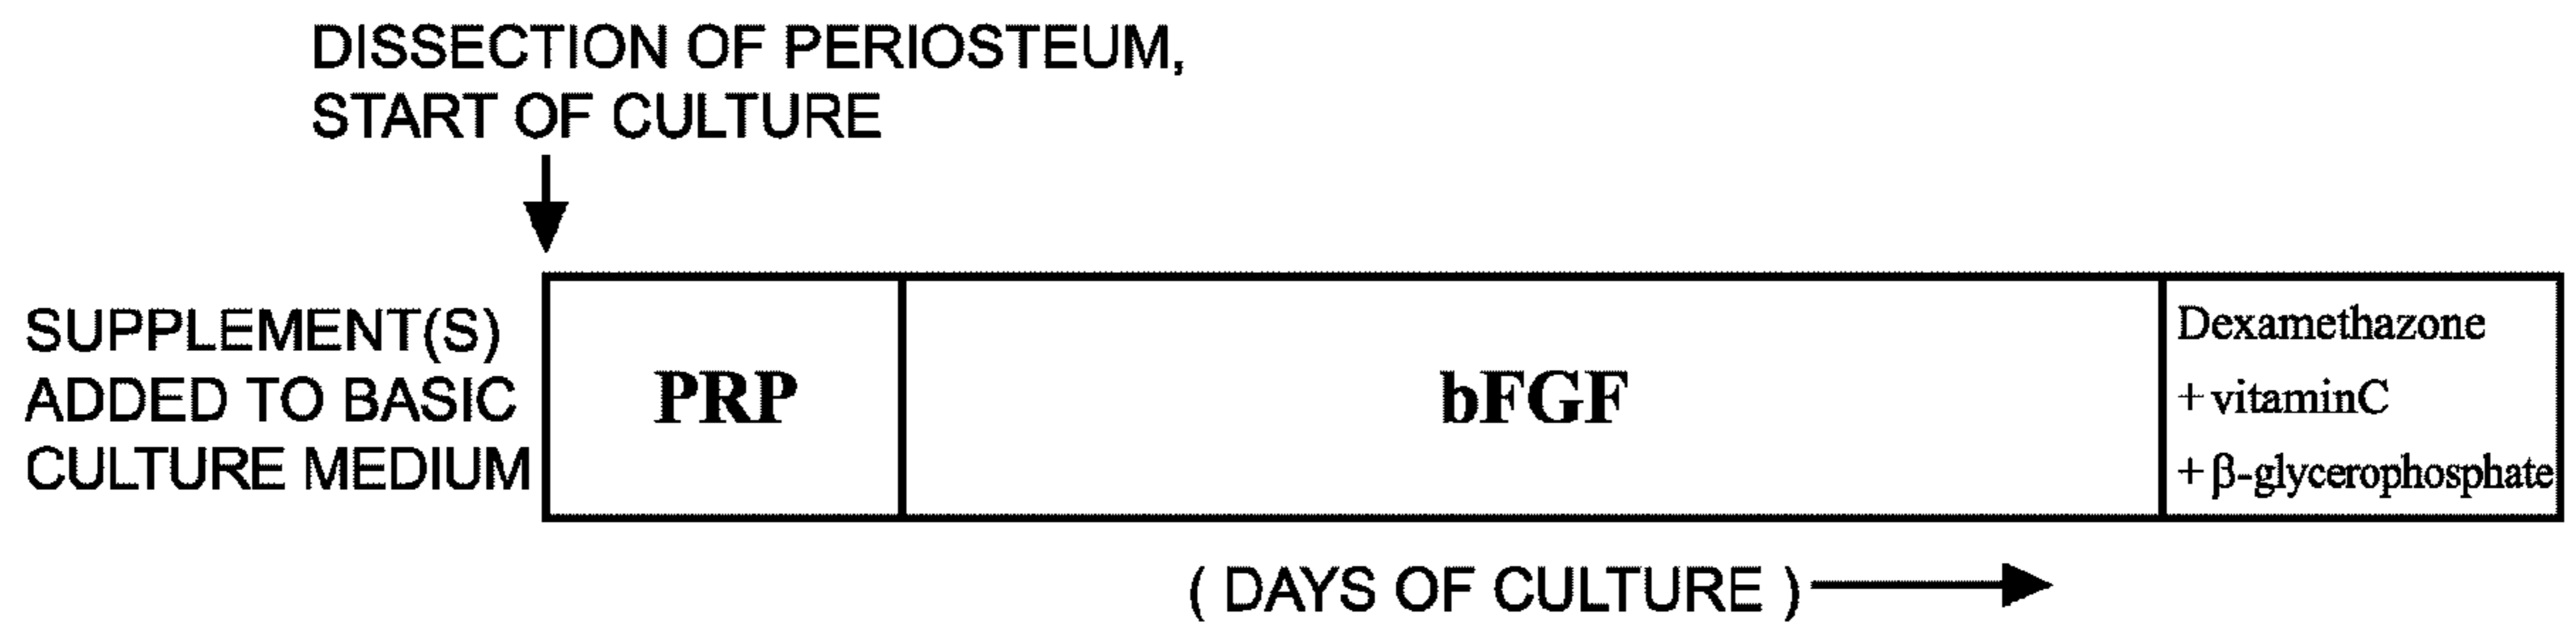 DISSECTION OF PERIOSTEUM,
START OF CULTURE
SUPPLEMENT(S)
ADDED TO BASIC
CULTURE MEDIUM
PRP
bFGF
Dexamethazone
+ vitaminC
+ β-glycerophosphate
( DAYS OF CULTURE )